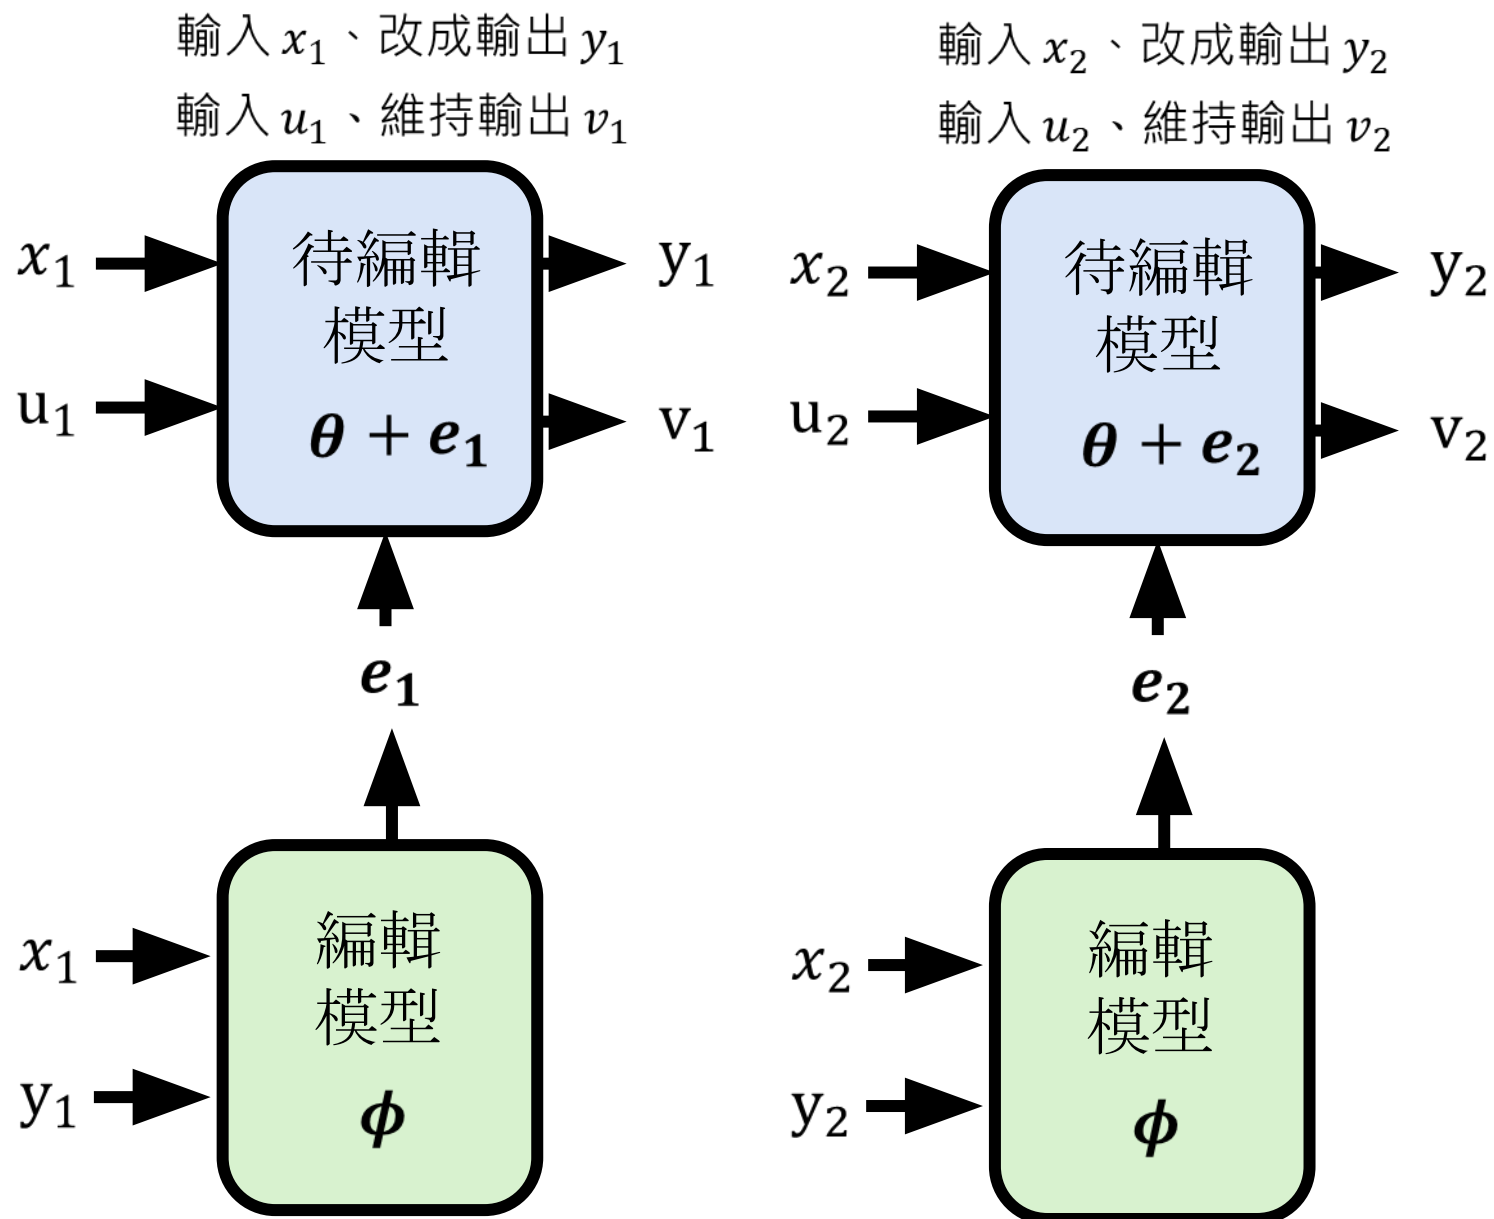 輸入 x₁、改成輸出 y₁
輸入 u₁、維持輸出 v₁
x₁
u₁
待編輯
模型
θ + e₁
y₁
v₁
e₁
x₁
y₁
編輯
模型
ϕ
輸入 x₂、改成輸出 y₂
輸入 u₂、維持輸出 v₂
x₂
u₂
待編輯
模型
θ + e₂
y₂
v₂
e₂
x₂
y₂
編輯
模型
ϕ